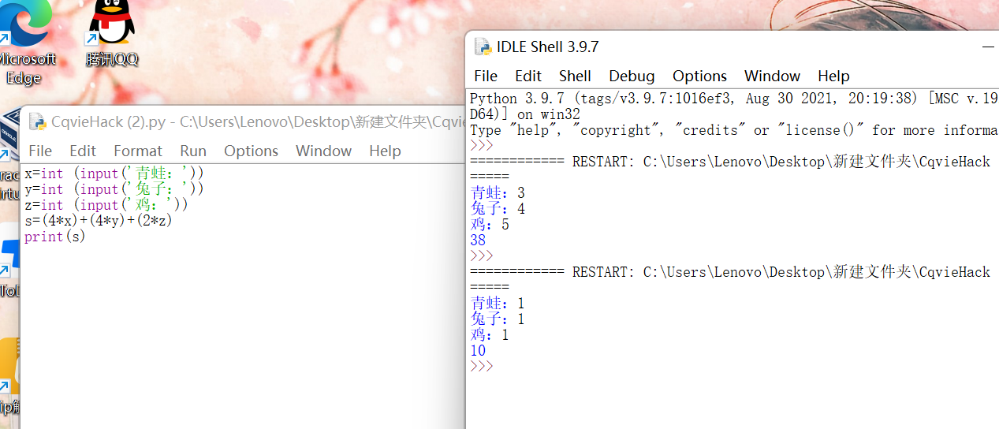 Microsoft
Edge
腾讯QQ
CqvieHack (2).py - C:\Users\Lenovo\Desktop\新建文件夹\Cqvie
File Edit Format Run Options Window Help
x=int (input('青蛙：'))
y=int (input('兔子：'))
z=int (input('鸡：'))
s=(4*x)+(4*y)+(2*z)
print(s)
IDLE Shell 3.9.7
File Edit Shell Debug Options Window Help
Python 3.9.7 (tags/v3.9.7:1016ef3, Aug 30 2021, 20:19:38) [MSC v.19
D64)] on win32
Type "help", "copyright", "credits" or "license()" for more informa
>>>
============ RESTART: C:\Users\Lenovo\Desktop\新建文件夹\CqvieHack
=====
青蛙：3
兔子：4
鸡：5
38
>>>
============ RESTART: C:\Users\Lenovo\Desktop\新建文件夹\CqvieHack
=====
青蛙：1
兔子：1
鸡：1
10
>>>